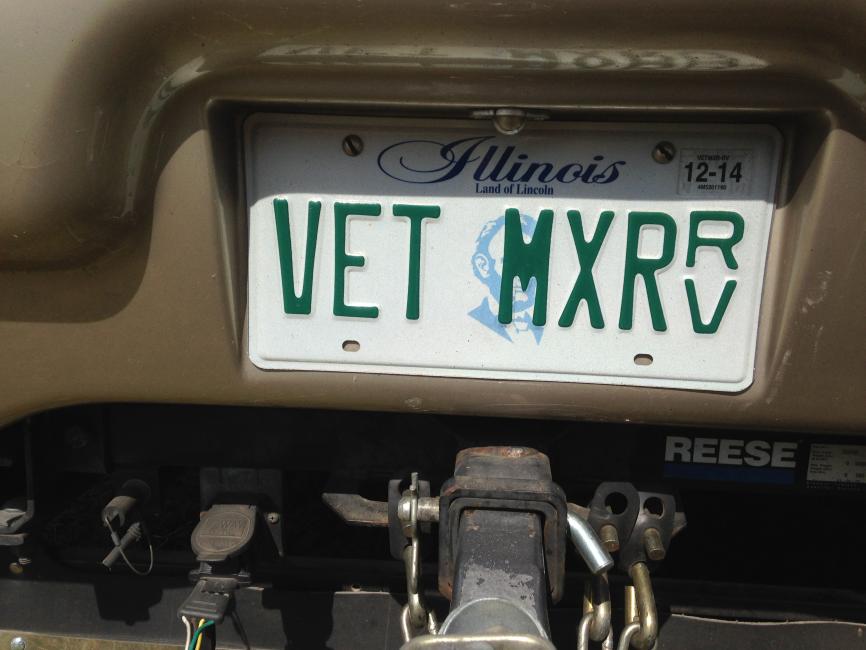 Illinois
Land of Lincoln
12-14
VET MXR RV
REESE